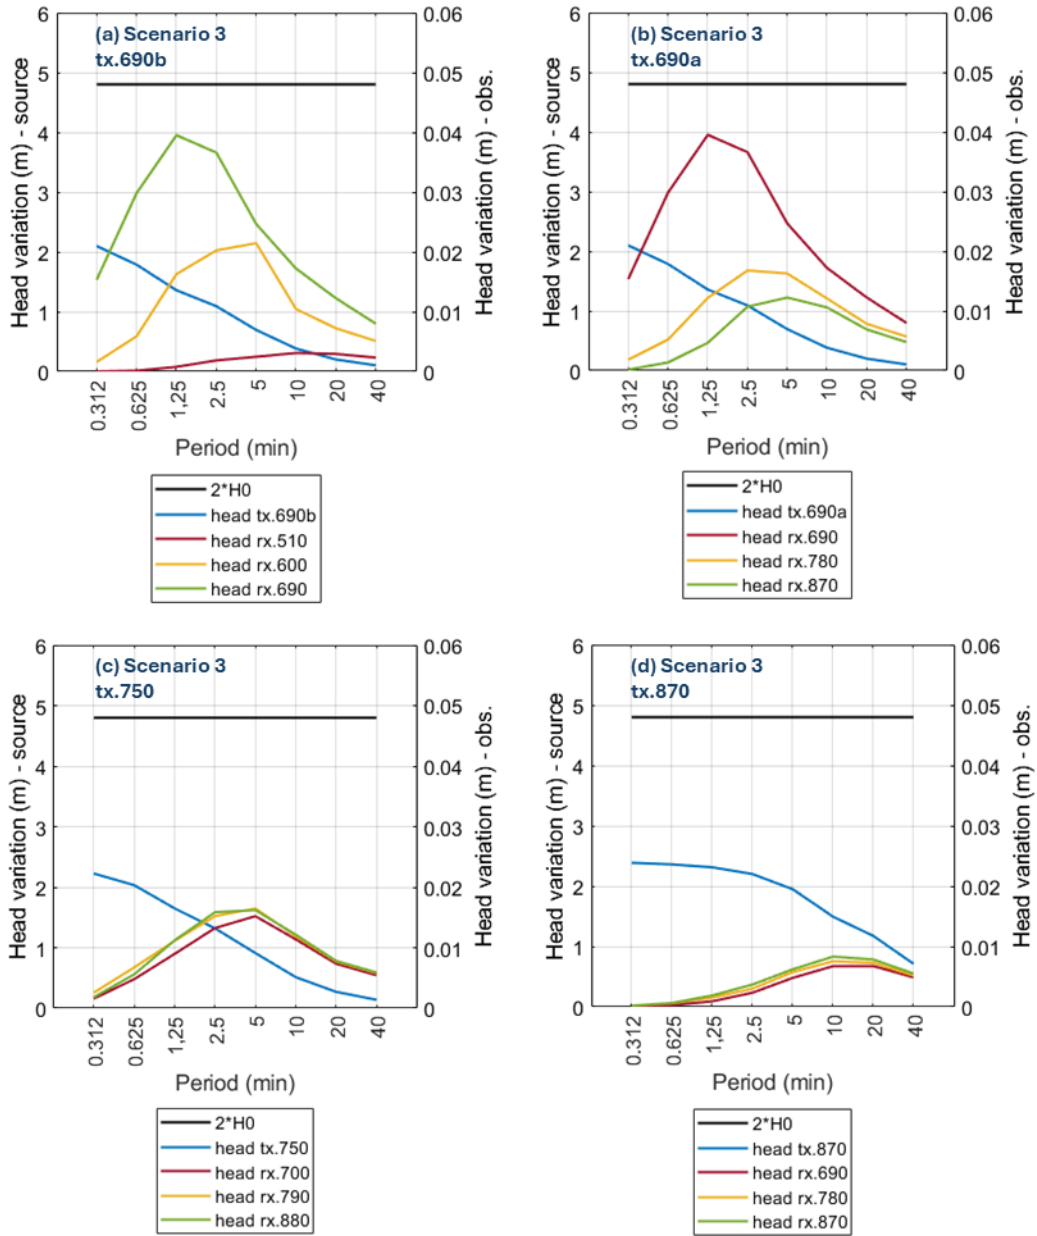 (a) Scenario 3
tx.690b
Head variation (m) - source
Head variation (m) - obs.
6
5
4
3
2
1
0
0.06
0.05
0.04
0.03
0.02
0.01
0
0.312
0.625
1,25
2.5
5
10
20
40
Period (min)
2*H0
head tx.690b
head rx.510
head rx.600
head rx.690
(b) Scenario 3
tx.690a
Head variation (m) - source
Head variation (m) - obs.
6
5
4
3
2
1
0
0.06
0.05
0.04
0.03
0.02
0.01
0
0.312
0.625
1,25
2.5
5
10
20
40
Period (min)
2*H0
head tx.690a
head rx.690
head rx.780
head rx.870
(c) Scenario 3
tx.750
Head variation (m) - source
Head variation (m) - obs.
6
5
4
3
2
1
0
0.06
0.05
0.04
0.03
0.02
0.01
0
0.312
0.625
1,25
2.5
5
10
20
40
Period (min)
2*H0
head tx.750
head rx.700
head rx.790
head rx.880
(d) Scenario 3
tx.870
Head variation (m) - source
Head variation (m) - obs.
6
5
4
3
2
1
0
0.06
0.05
0.04
0.03
0.02
0.01
0
0.312
0.625
1,25
2.5
5
10
20
40
Period (min)
2*H0
head tx.870
head rx.690
head rx.780
head rx.870